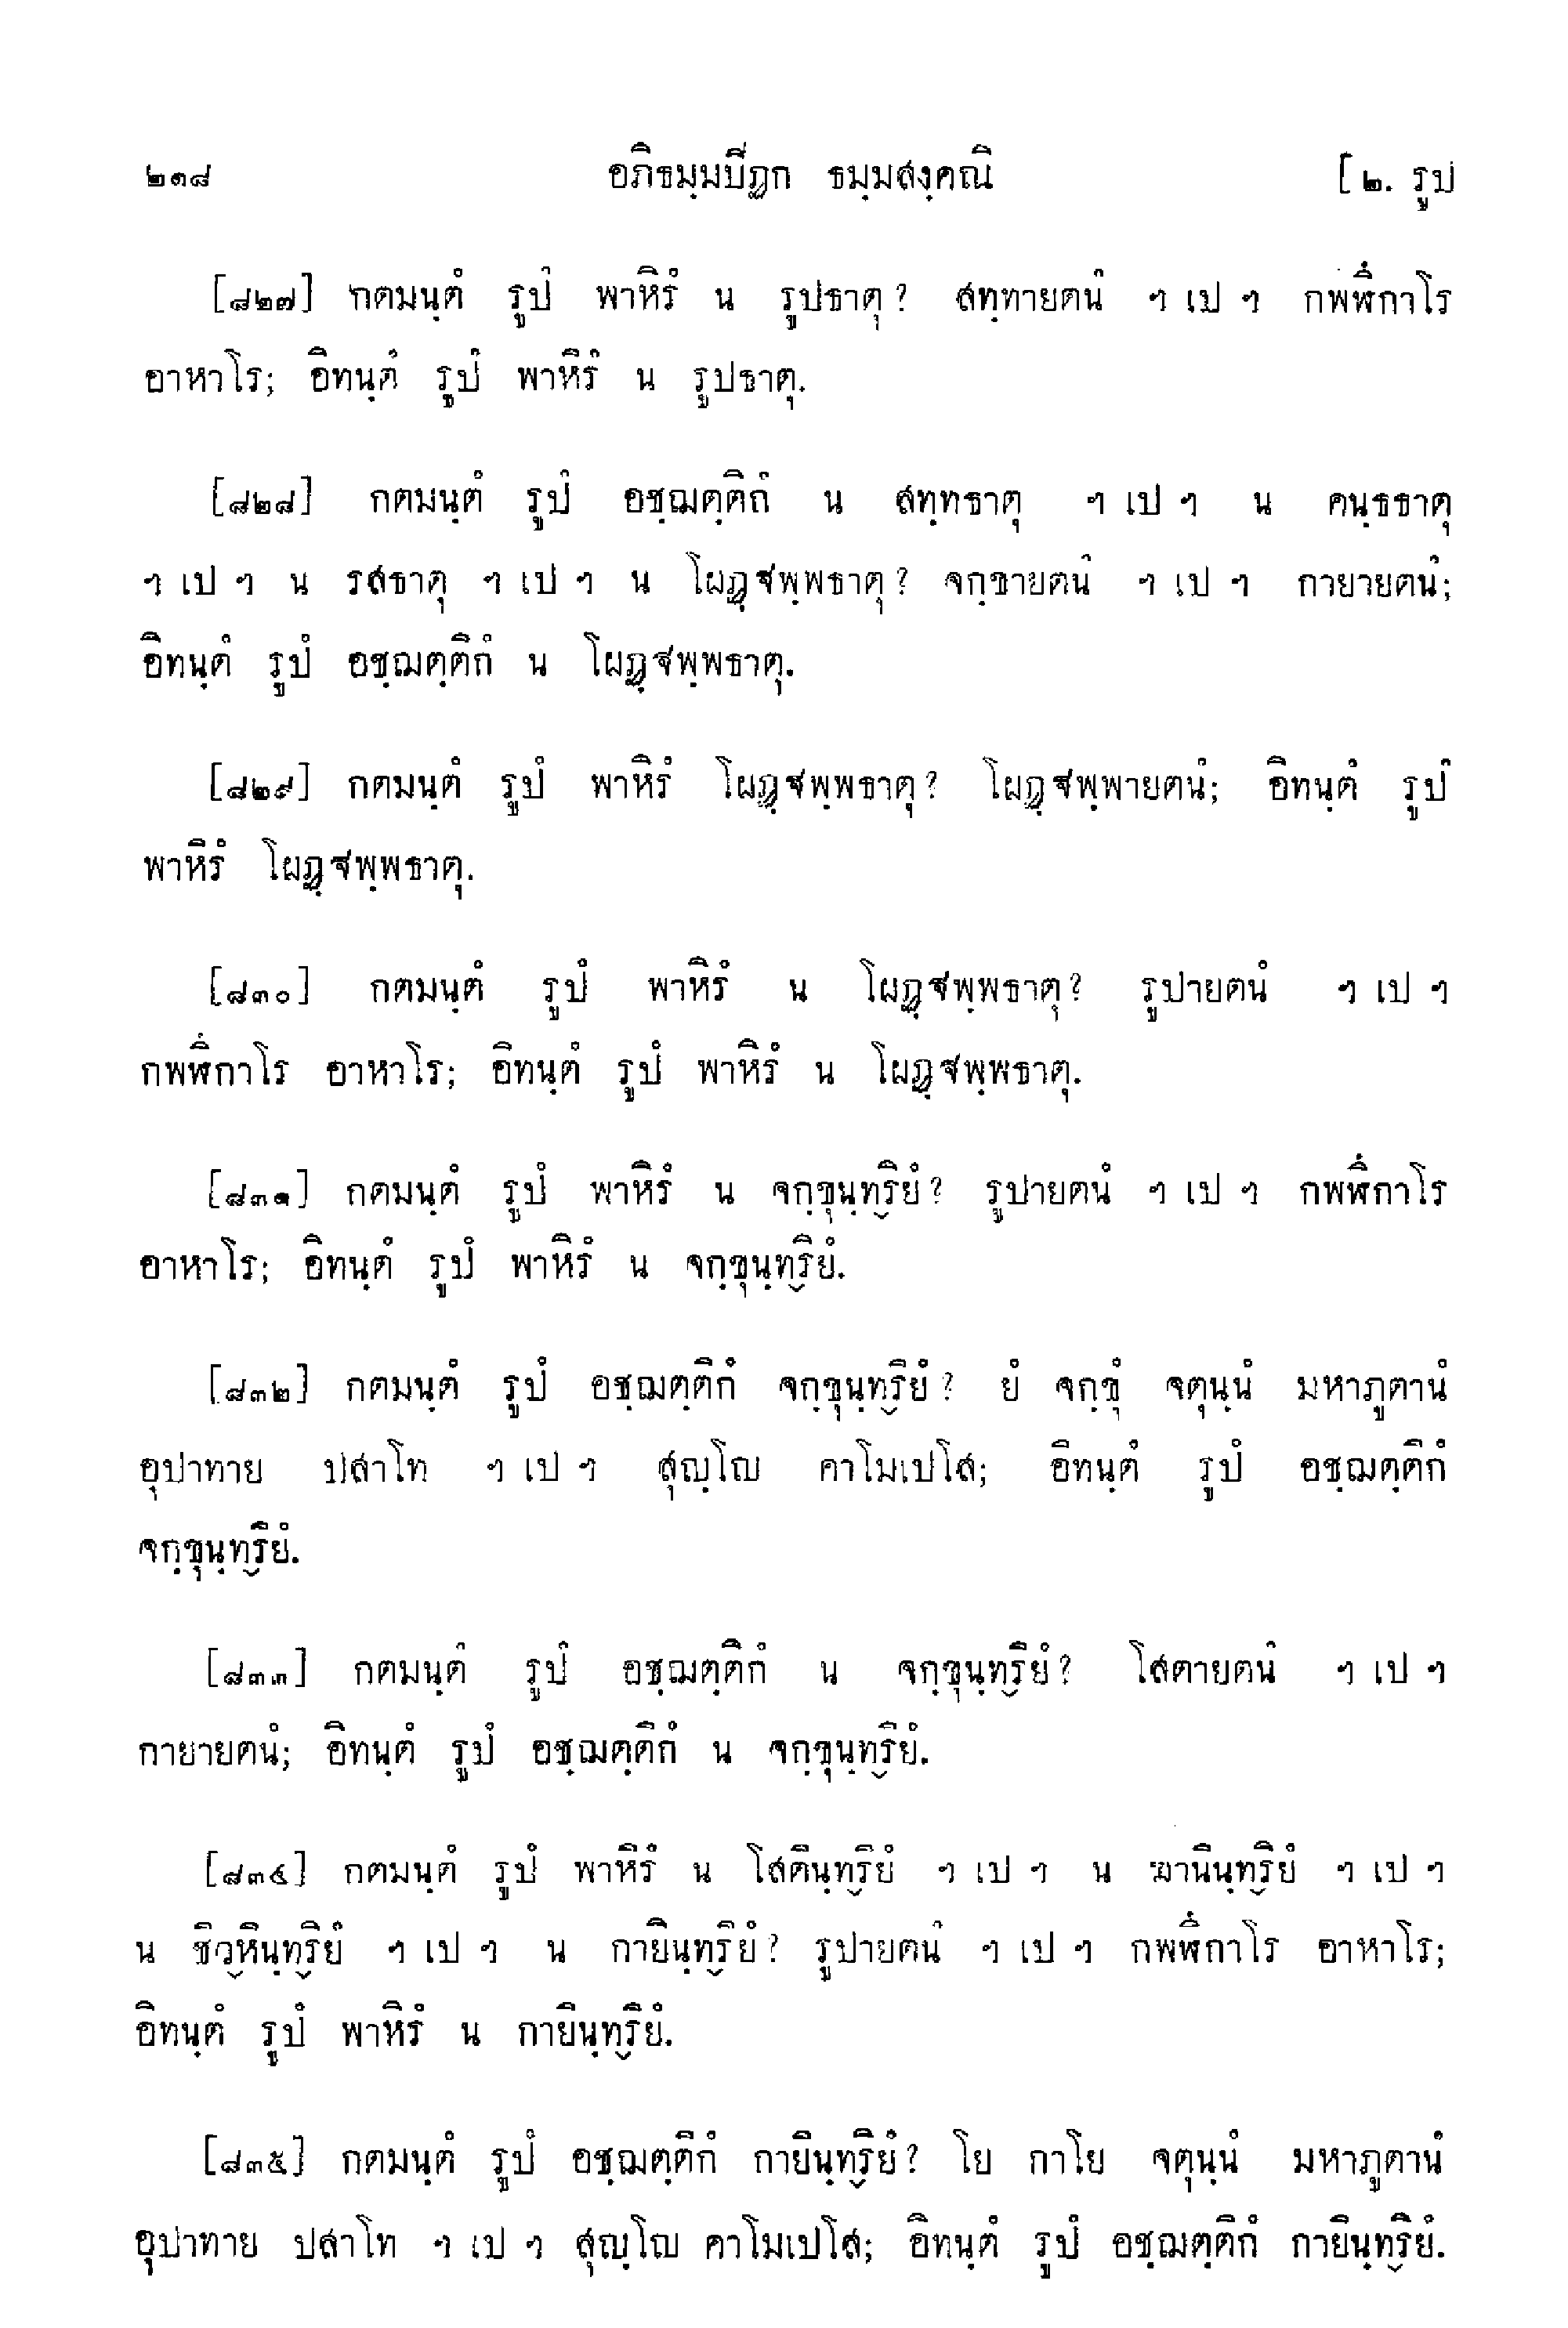 ๒๑๘ อภิธมฺมปิฏก ธมฺมสงฺคณิ [ ๒. รูป
[๘๒๗] กตมนฺตํ รูปํ พาหิรํ น รูปธาตุ? สทฺทายตนํ ฯ เป ฯ กพฬิํกาโร
อาหาโร; อิทนฺตํ รูปํ พาหิรํ น รูปธาตุ.
[๘๒๘] กตมนฺตํ รูปํ อชฺฌตฺติกํ น สทฺทธาตุ ฯ เป ฯ น คนฺธธาตุ
ฯ เป ฯ น รสธาตุ ฯ เป ฯ น โผฏฺฐพฺพธาตุ? จกฺขายตนํ ฯ เป ฯ กายายตนํ;
อิทนฺตํ รูปํ อชฺฌตฺติกํ น โผฏฺฐพฺพธาตุ.
[๘๒๙] กตมนฺตํ รูปํ พาหิรํ โผฏฺฐพฺพธาตุ? โผฏฺฐพฺพายตนํ; อิทนฺตํ รูปํ
พาหิรํ โผฏฺฐพฺพธาตุ.
[๘๓๐] กตมนฺตํ รูปํ พาหิรํ น โผฏฺฐพฺพธาตุ? รูปายตนํ ฯ เป ฯ
กพฬิํกาโร อาหาโร; อิทนฺตํ รูปํ พาหิรํ น โผฏฺฐพฺพธาตุ.
[๘๓๑] กตมนฺตํ รูปํ พาหิรํ น จกฺขุนฺทฺริยํ? รูปายตนํ ฯ เป ฯ กพฬิํกาโร
อาหาโร; อิทนฺตํ รูปํ พาหิรํ น จกฺขุนฺทฺริยํ.
[๘๓๒] กตมนฺตํ รูปํ อชฺฌตฺติกํ จกฺขุนฺทฺริยํ? ยํ จกฺขุํ จตุนฺนํ มหาภูตานํ
อุปาทาย ปสาโท ฯ เป ฯ สุญฺโญ คาโมเปโส; อิทนฺตํ รูปํ อชฺฌตฺติกํ
จกฺขุนฺทฺริยํ.
[๘๓๓] กตมนฺตํ รูปํ อชฺฌตฺติกํ น จกฺขุนฺทฺริยํ? โสตายตนํ ฯ เป ฯ
กายายตนํ; อิทนฺตํ รูปํ อชฺฌตฺติกํ น จกฺขุนฺทฺริยํ.
[๘๓๔] กตมนฺตํ รูปํ พาหิรํ น โสตินฺทฺริยํ ฯ เป ฯ น ฆานินฺทฺริยํ ฯ เป ฯ
น ชิวฺหินฺทฺริยํ ฯ เป ฯ น กายินฺทฺริยํ? รูปายตนํ ฯ เป ฯ กพฬิํกาโร อาหาโร;
อิทนฺตํ รูปํ พาหิรํ น กายินฺทฺริยํ.
[๘๓๕] กตมนฺตํ รูปํ อชฺฌตฺติกํ กายินฺทฺริยํ? โย กาโย จตุนฺนํ มหาภูตานํ
อุปาทาย ปสาโท ฯ เป ฯ สุญฺโญ คาโมเปโส; อิทนฺตํ รูปํ อชฺฌตฺติกํ กายินฺทฺริยํ.